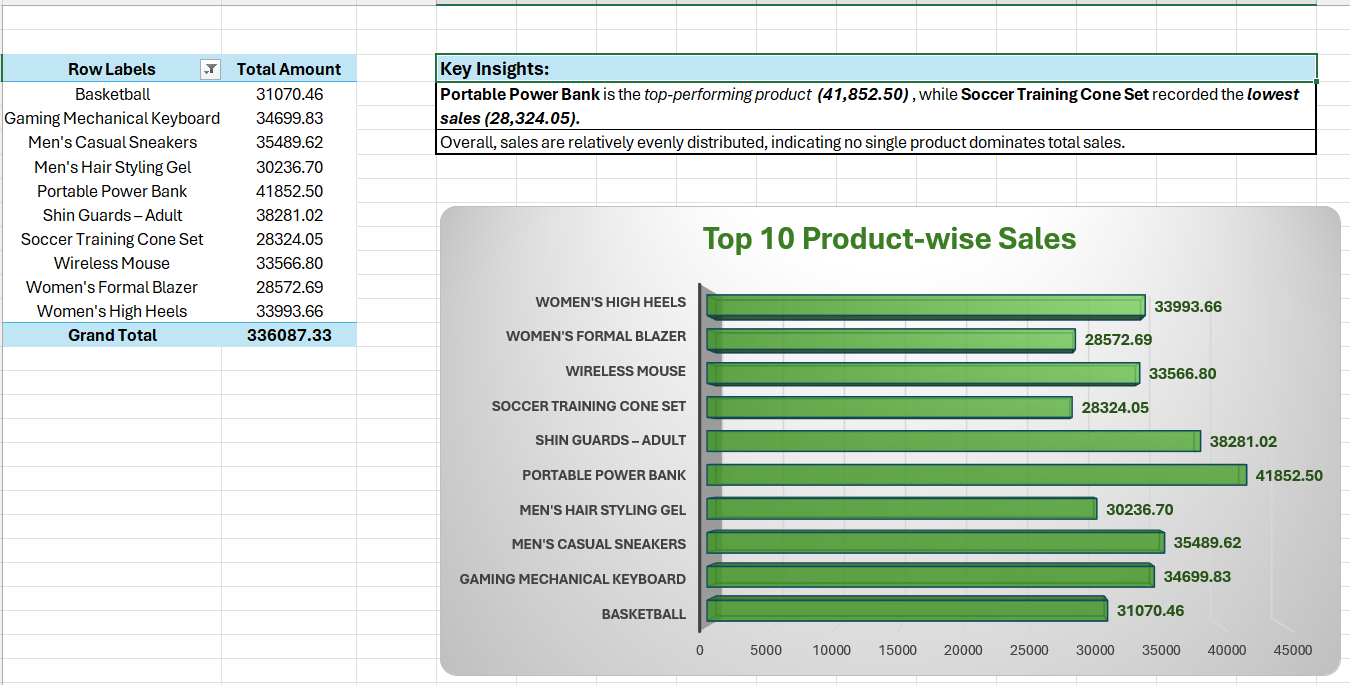 Row Labels Total Amount
Basketball 31070.46
Gaming Mechanical Keyboard 34699.83
Men's Casual Sneakers 35489.62
Men's Hair Styling Gel 30236.70
Portable Power Bank 41852.50
Shin Guards – Adult 38281.02
Soccer Training Cone Set 28324.05
Wireless Mouse 33566.80
Women's Formal Blazer 28572.69
Women's High Heels 33993.66
Grand Total 336087.33
Key Insights:
Portable Power Bank is the top-performing product (41,852.50) , while Soccer Training Cone Set recorded the lowest
sales (28,324.05).
Overall, sales are relatively evenly distributed, indicating no single product dominates total sales.
Top 10 Product-wise Sales
WOMEN'S HIGH HEELS 33993.66
WOMEN'S FORMAL BLAZER 28572.69
WIRELESS MOUSE 33566.80
SOCCER TRAINING CONE SET 28324.05
SHIN GUARDS – ADULT 38281.02
PORTABLE POWER BANK 41852.50
MEN'S HAIR STYLING GEL 30236.70
MEN'S CASUAL SNEAKERS 35489.62
GAMING MECHANICAL KEYBOARD 34699.83
BASKETBALL 31070.46
0 5000 10000 15000 20000 25000 30000 35000 40000 45000